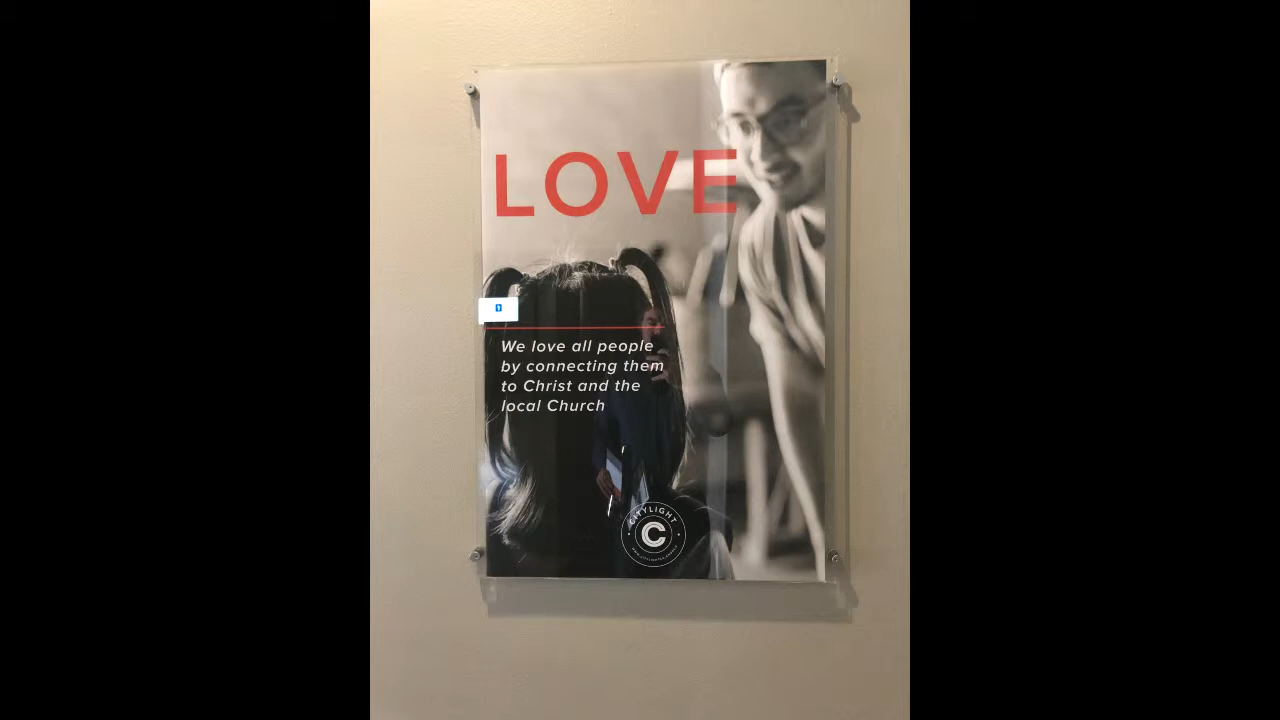 LOVE
We love all people
by connecting them
to Christ and the
local Church
CITYLIGHT
C